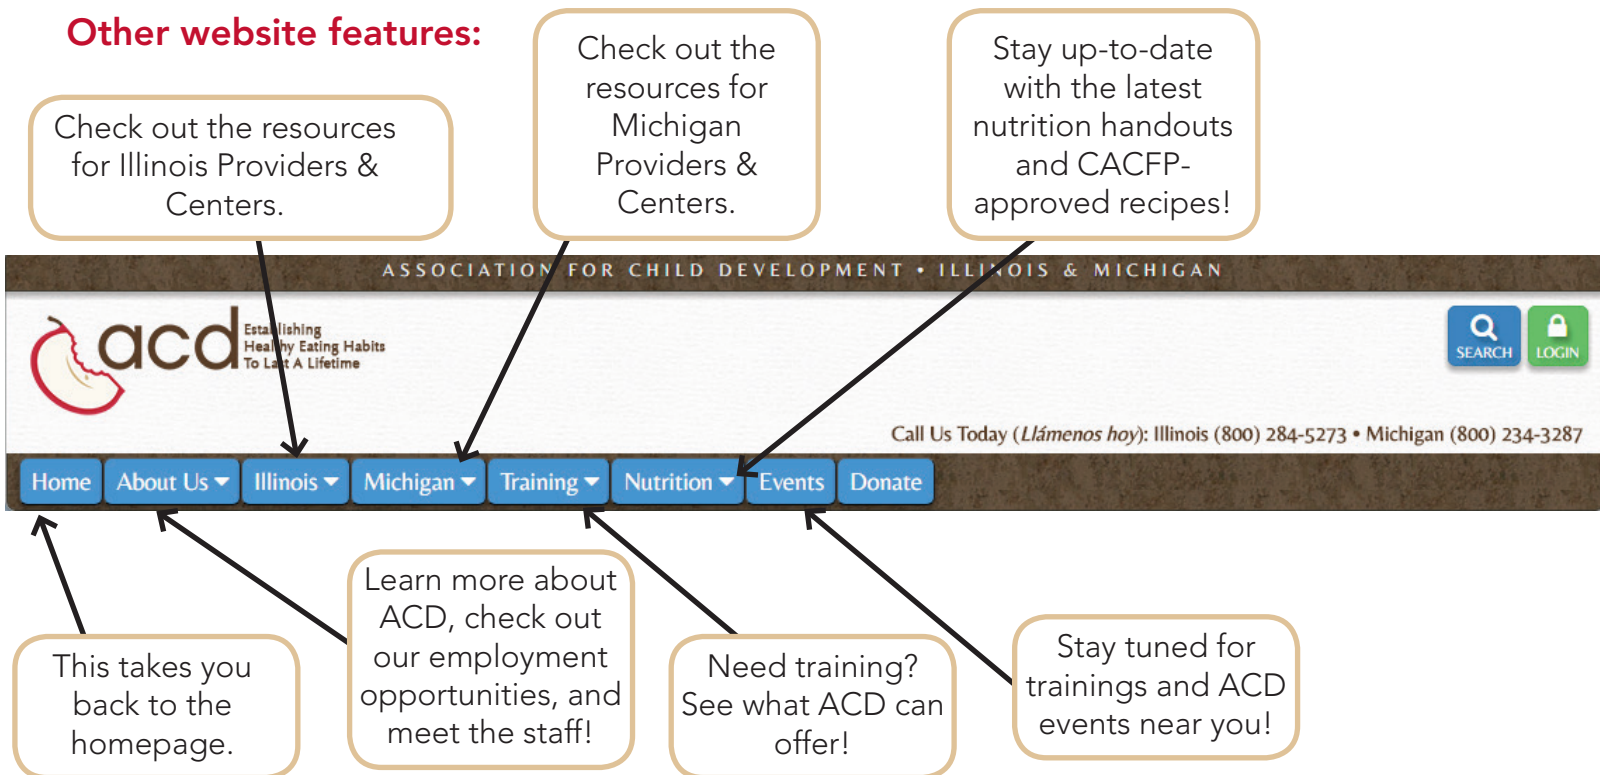 Other website features:
Check out the resources
for Illinois Providers &
Centers.
Check out the
resources for
Michigan
Providers &
Centers.
Stay up-to-date
with the latest
nutrition handouts
and CACFP-
approved recipes!
ASSOCIATION FOR CHILD DEVELOPMENT • ILLINOIS & MICHIGAN
acd
Establishing
Healthy Eating Habits
To Last A Lifetime
SEARCH
LOGIN
Call Us Today (Llámenos hoy): Illinois (800) 284-5273 • Michigan (800) 234-3287
Home About Us Illinois Michigan Training Nutrition Events Donate
This takes you
back to the
homepage.
Learn more about
ACD, check out
our employment
opportunities, and
meet the staff!
Need training?
See what ACD can
offer!
Stay tuned for
trainings and ACD
events near you!